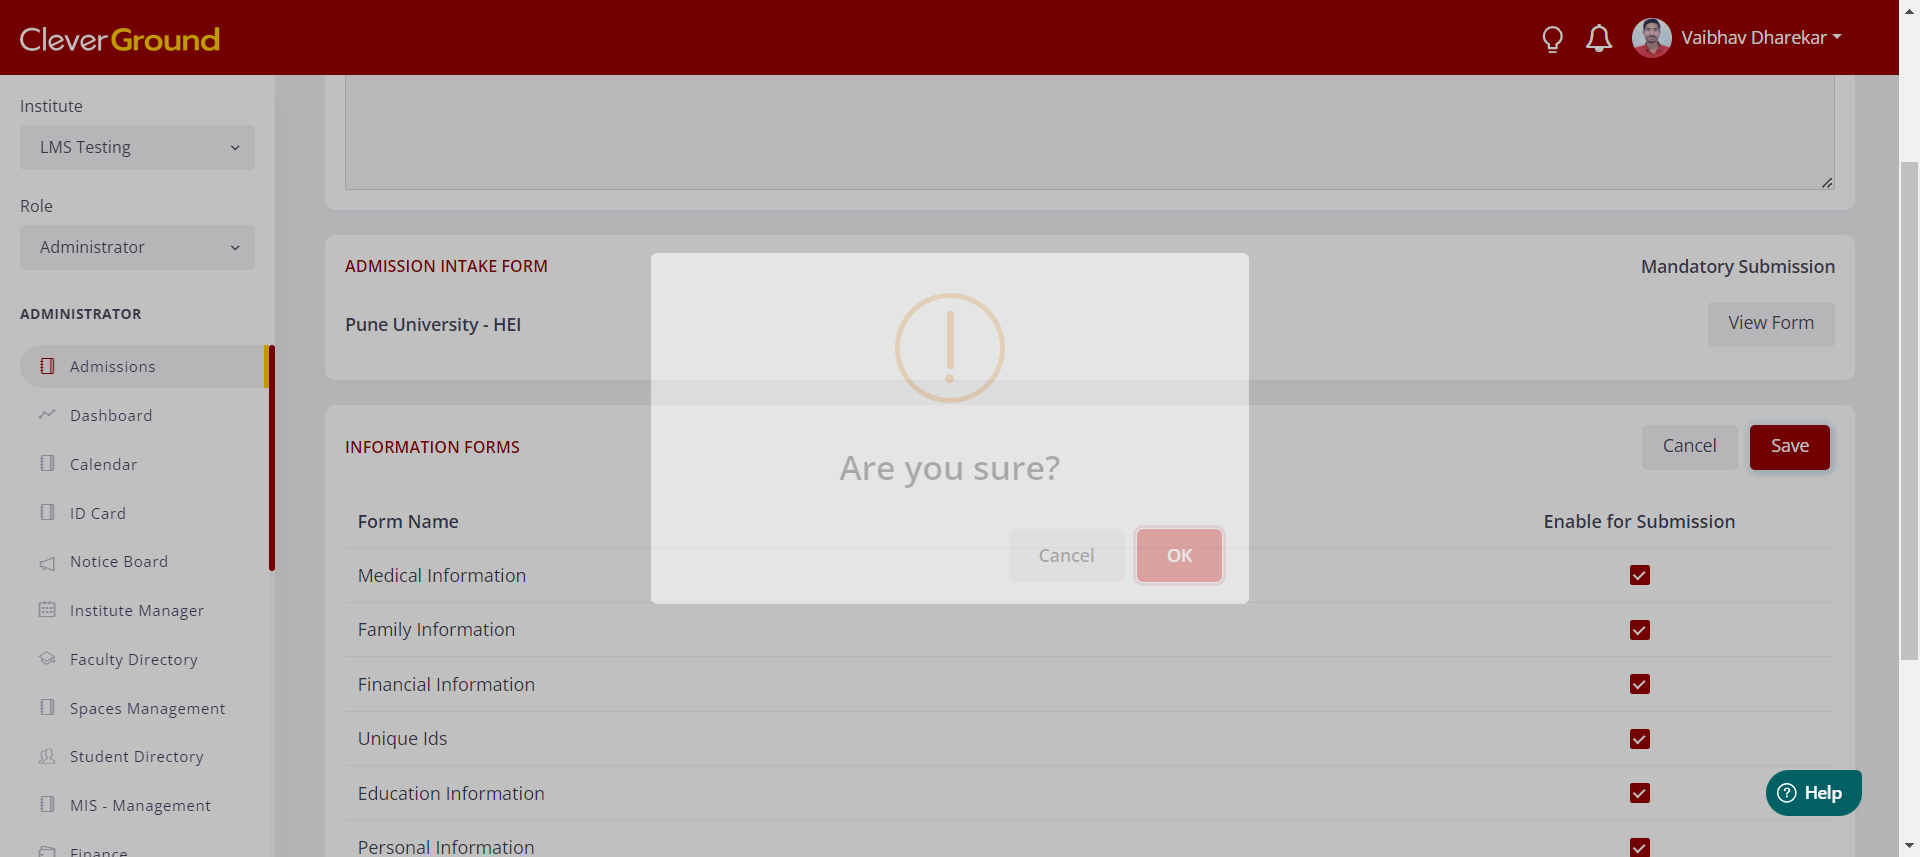 CleverGround
Vaibhav Dharekar
Institute
LMS Testing
Role
Administrator
ADMINISTRATOR
Admissions
Dashboard
Calendar
ID Card
Notice Board
Institute Manager
Faculty Directory
Spaces Management
Student Directory
MIS - Management
Finance
ADMISSION INTAKE FORM
Mandatory Submission
Pune University - HEI
View Form
INFORMATION FORMS
Cancel
Save
Form Name
Enable for Submission
Medical Information
Family Information
Financial Information
Unique Ids
Education Information
Personal Information
Are you sure?
Cancel
OK
Help